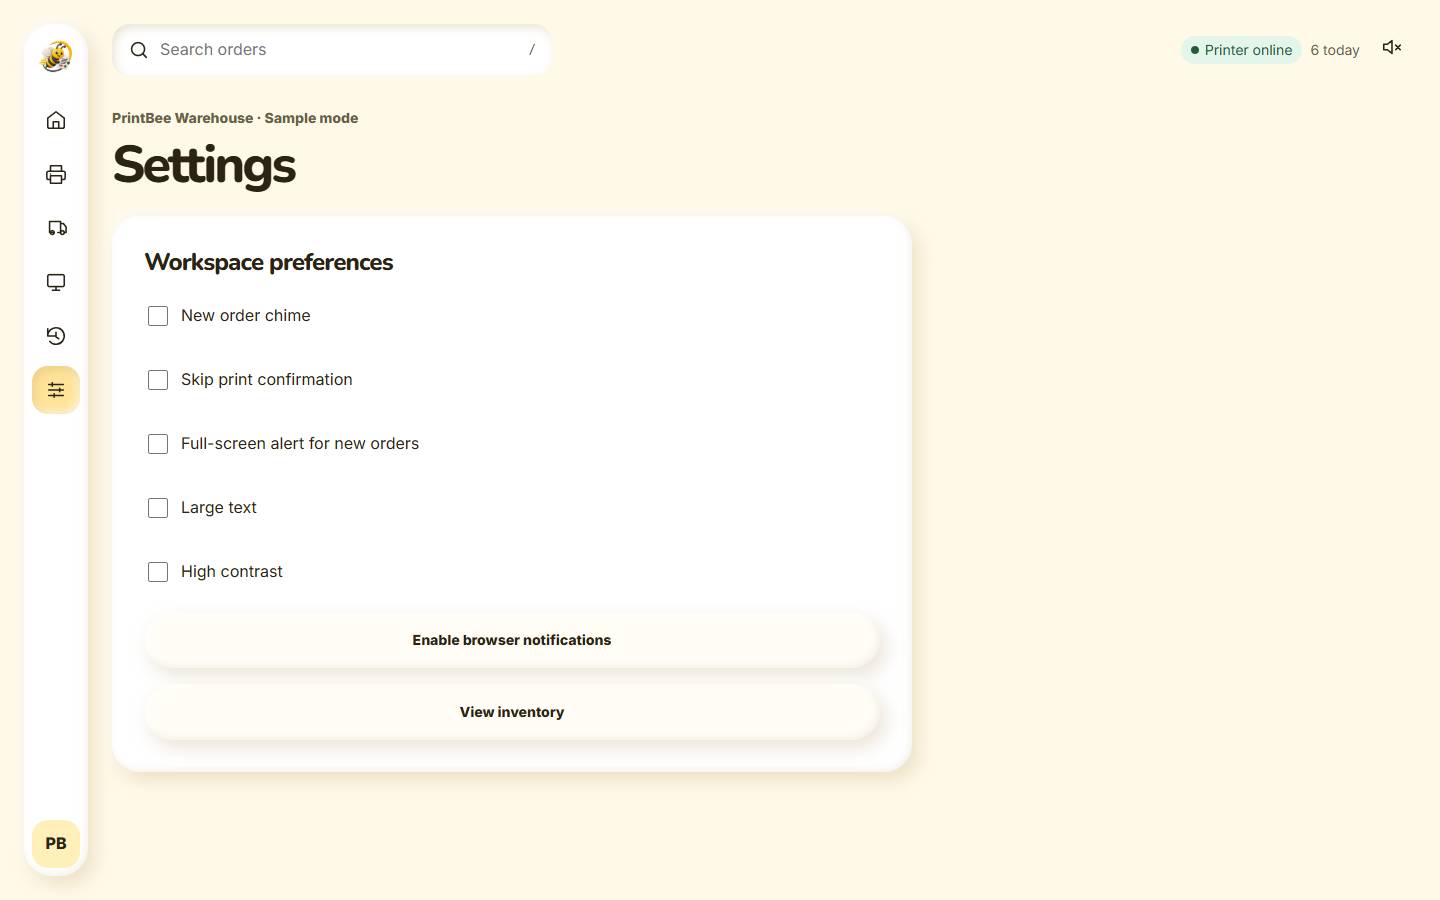 Search orders /
Printer online 6 today
PrintBee Warehouse · Sample mode
Settings
Workspace preferences
New order chime
Skip print confirmation
Full-screen alert for new orders
Large text
High contrast
Enable browser notifications
View inventory
PB